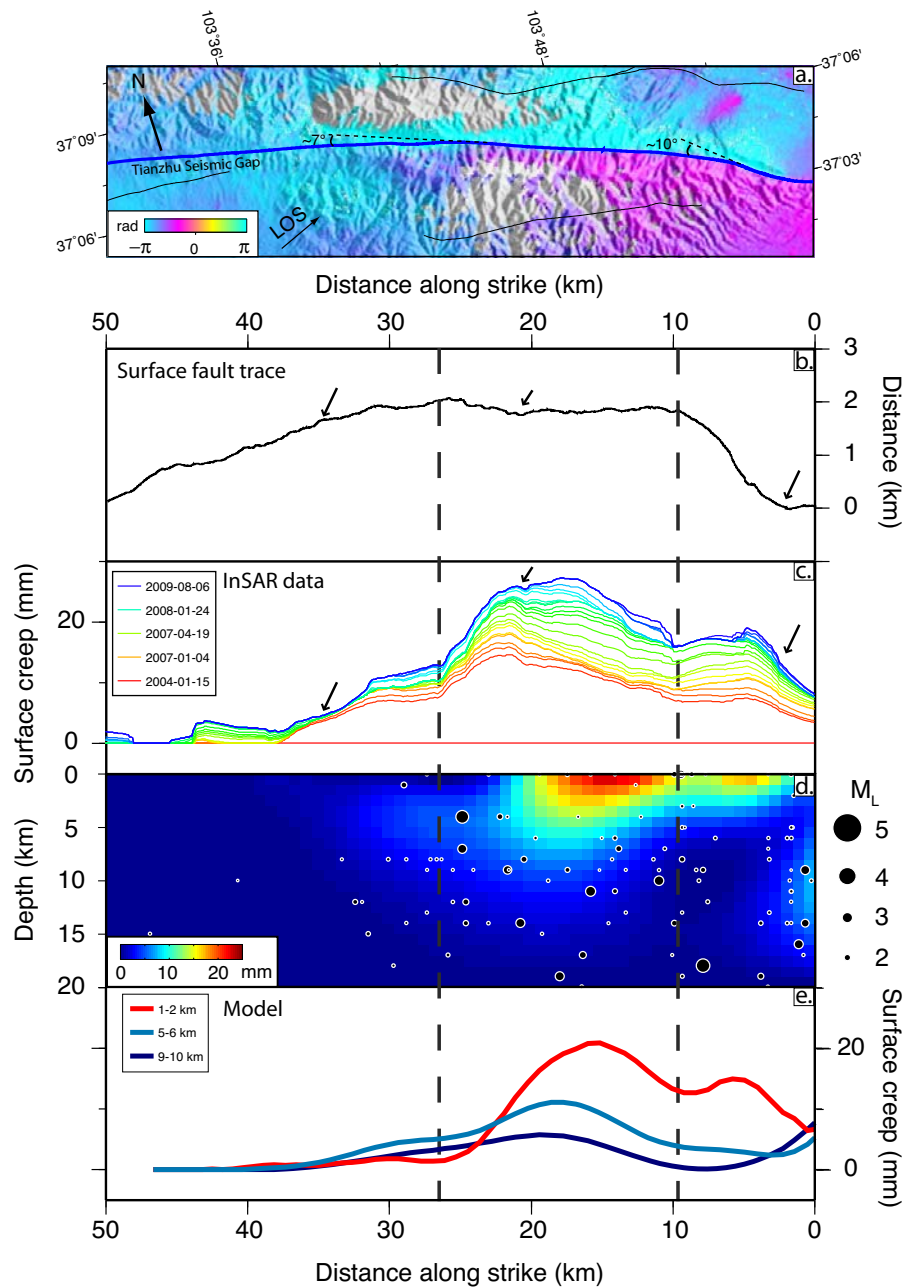 103°36'
103°48'
37°06'
a.
N
37°09'
~7°
~10°
37°03'
Tianzhu Seismic Gap
rad
−π 0 π
LOS
37°06'
Distance along strike (km)
50 40 30 20 10 0
b.
Surface fault trace
3
2
1
0
Distance (km)
c.
InSAR data
2009-08-06
2008-01-24
2007-04-19
2007-01-04
2004-01-15
20
0
Surface creep (mm)
d.
0
5
10
15
20
Depth (km)
0 10 20 mm
M_L
5
4
3
2
e.
Model
1-2 km
5-6 km
9-10 km
20
0
Surface creep (mm)
50 40 30 20 10 0
Distance along strike (km)